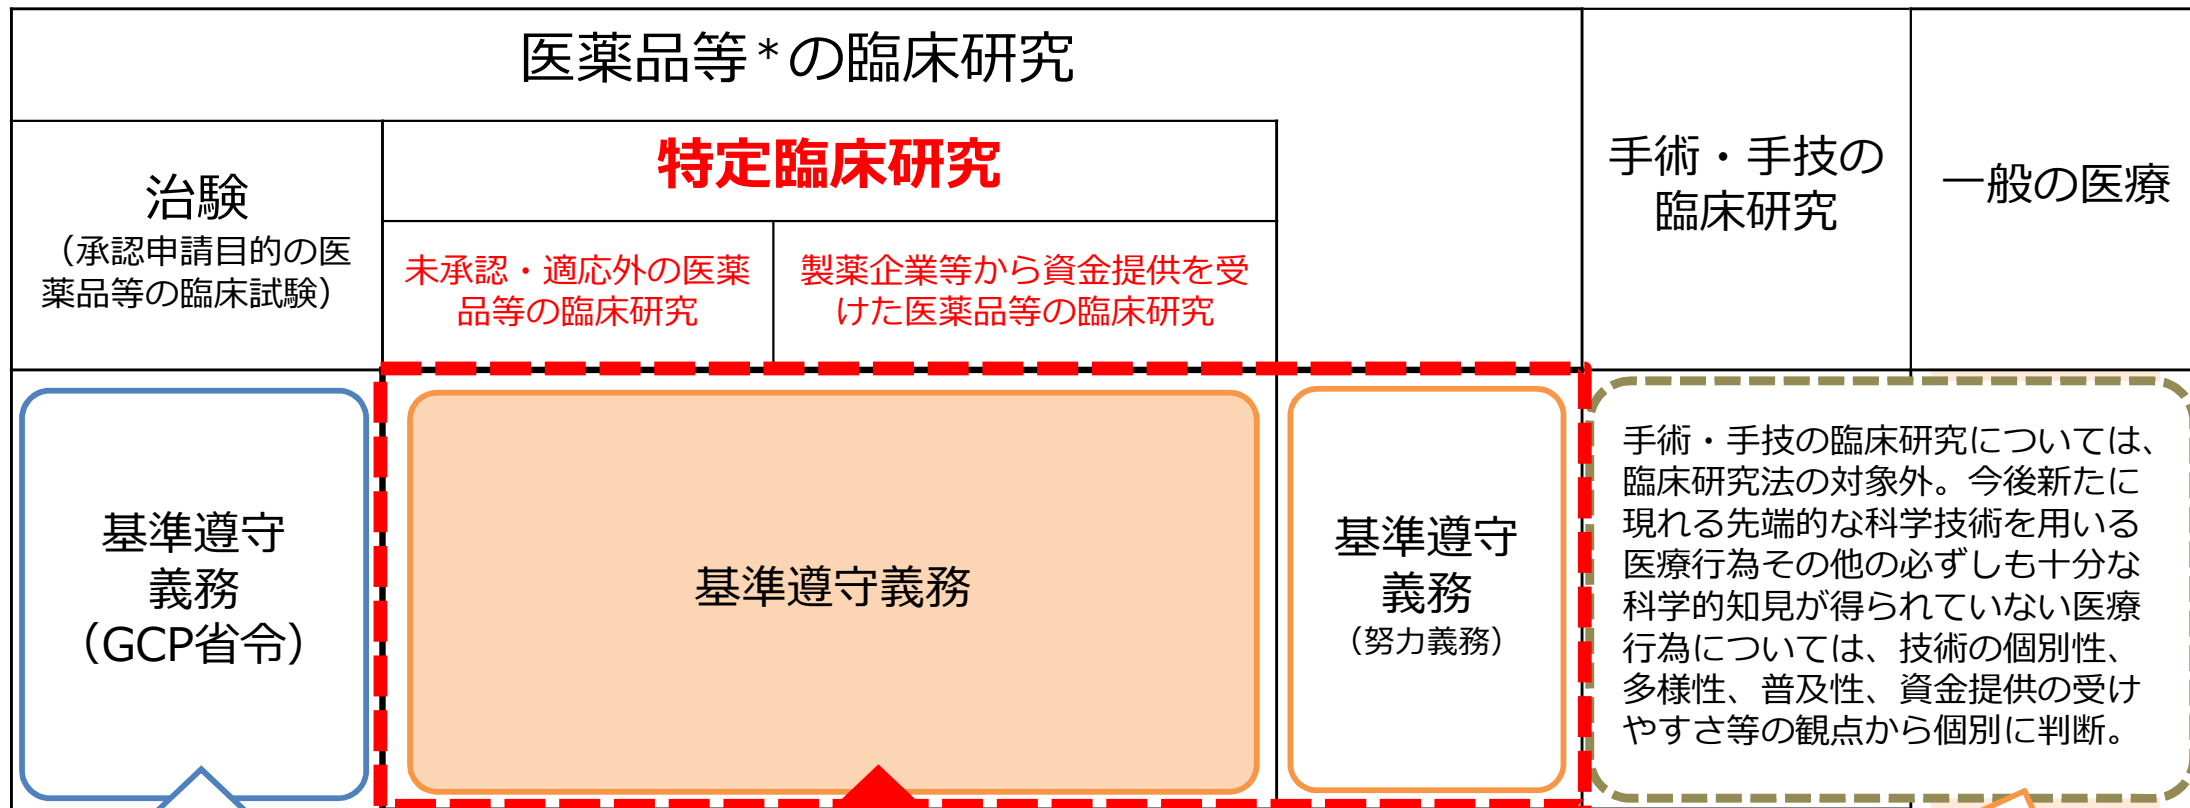 医薬品等*の臨床研究
治験
（承認申請目的の医
薬品等の臨床試験）
特定臨床研究
未承認・適応外の医薬
品等の臨床研究
製薬企業等から資金提供を受
けた医薬品等の臨床研究
手術・手技の
臨床研究
一般の医療
基準遵守
義務
（GCP省令）
基準遵守義務
基準遵守
義務
（努力義務）
手術・手技の臨床研究については、
臨床研究法の対象外。今後新たに
現れる先端的な科学技術を用いる
医療行為その他の必ずしも十分な
科学的知見が得られていない医療
行為については、技術の個別性、
多様性、普及性、資金提供の受け
やすさ等の観点から個別に判断。